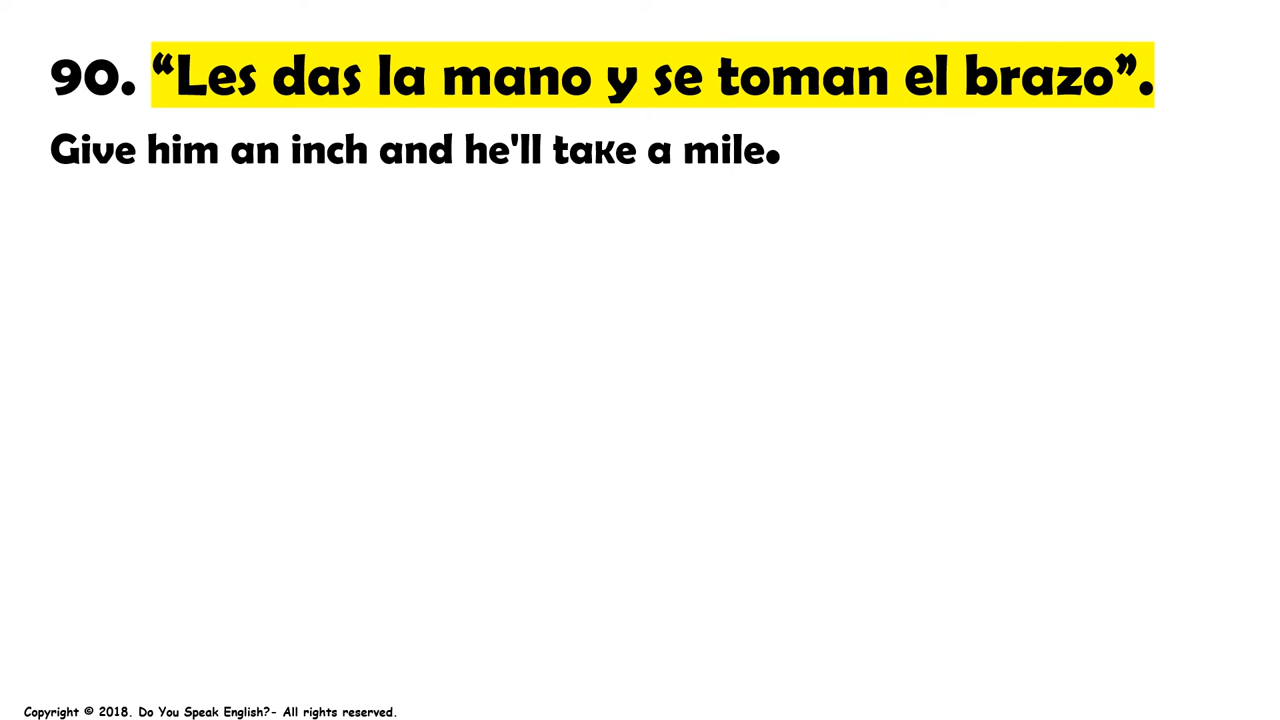 90. “Les das la mano y se toman el brazo”.
Give him an inch and he'll take a mile.
Copyright © 2018. Do You Speak English?- All rights reserved.